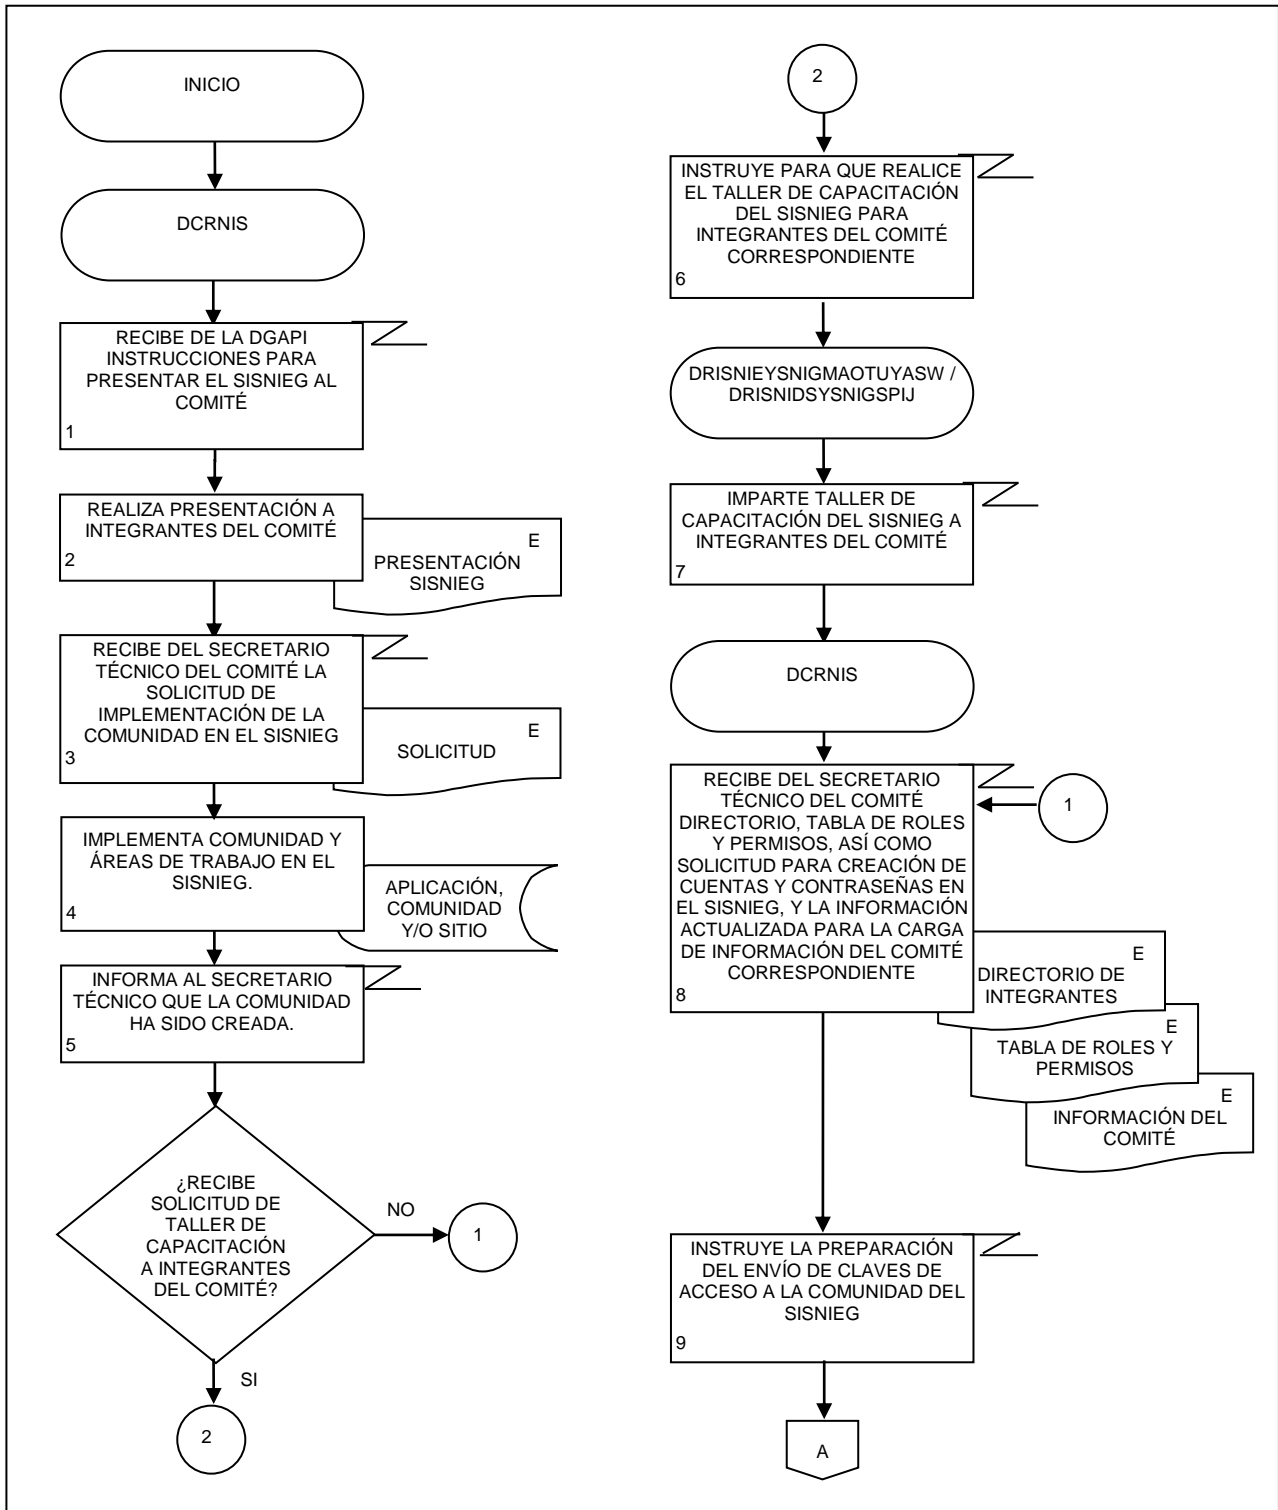 INICIO
DCRNIS
RECIBE DE LA DGAPI
INSTRUCCIONES PARA
PRESENTAR EL SISNIEG AL
COMITÉ
1
REALIZA PRESENTACIÓN A
INTEGRANTES DEL COMITÉ
2
E
PRESENTACIÓN
SISNIEG
RECIBE DEL SECRETARIO
TÉCNICO DEL COMITÉ LA
SOLICITUD DE
IMPLEMENTACIÓN DE LA
COMUNIDAD EN EL SISNIEG
3
E
SOLICITUD
IMPLEMENTA COMUNIDAD Y
ÁREAS DE TRABAJO EN EL
SISNIEG.
4
APLICACIÓN,
COMUNIDAD
Y/O SITIO
INFORMA AL SECRETARIO
TÉCNICO QUE LA COMUNIDAD
HA SIDO CREADA.
5
¿RECIBE
SOLICITUD DE
TALLER DE
CAPACITACIÓN
A INTEGRANTES
DEL COMITÉ?
NO
1
SI
2
2
INSTRUYE PARA QUE REALICE
EL TALLER DE CAPACITACIÓN
DEL SISNIEG PARA
INTEGRANTES DEL COMITÉ
CORRESPONDIENTE
6
DRISNIEYSNIGMAOTUYASW /
DRISNIDSYSNIGSPIJ
IMPARTE TALLER DE
CAPACITACIÓN DEL SISNIEG A
INTEGRANTES DEL COMITÉ
7
DCRNIS
RECIBE DEL SECRETARIO
TÉCNICO DEL COMITÉ
DIRECTORIO, TABLA DE ROLES
Y PERMISOS, ASÍ COMO
SOLICITUD PARA CREACIÓN DE
CUENTAS Y CONTRASEÑAS EN
EL SISNIEG, Y LA INFORMACIÓN
ACTUALIZADA PARA LA CARGA
DE INFORMACIÓN DEL COMITÉ
CORRESPONDIENTE
8
1
E
DIRECTORIO DE
INTEGRANTES
E
TABLA DE ROLES Y
PERMISOS
E
INFORMACIÓN DEL
COMITÉ
INSTRUYE LA PREPARACIÓN
DEL ENVÍO DE CLAVES DE
ACCESO A LA COMUNIDAD DEL
SISNIEG
9
A